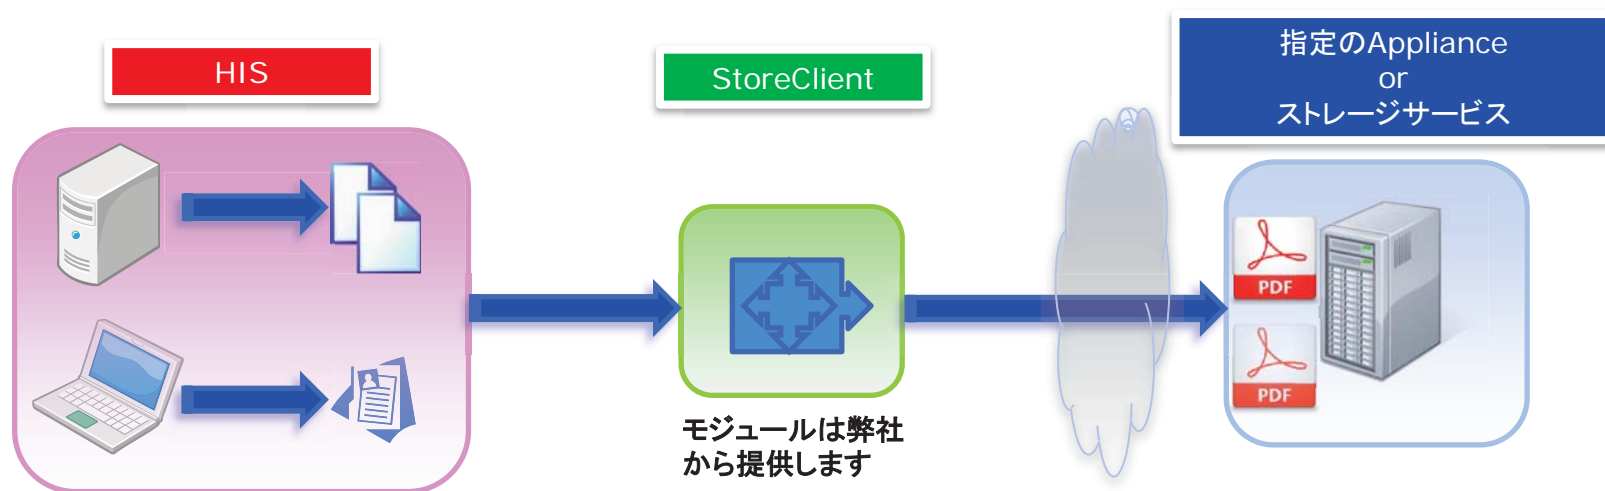 HIS
StoreClient
指定のAppliance
or
ストレージサービス
PDF
PDF
モジュールは弊社
から提供します